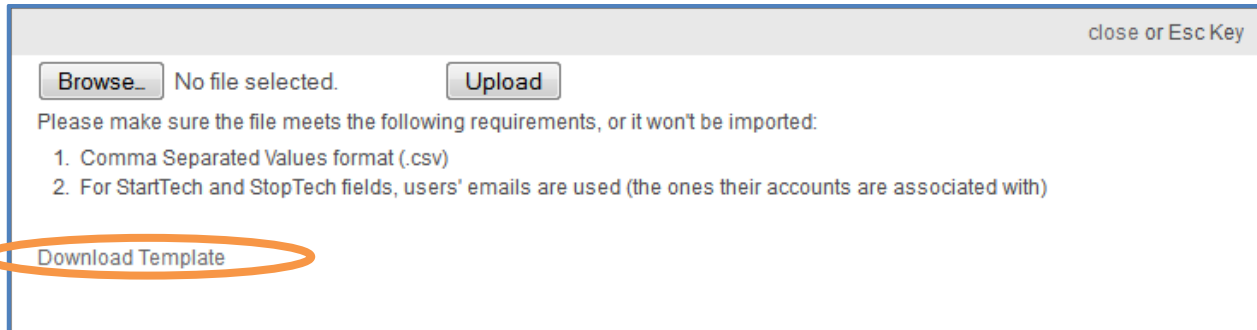 close or Esc Key
Browse_ No file selected. Upload
Please make sure the file meets the following requirements, or it won't be imported:
1. Comma Separated Values format (.csv)
2. For StartTech and StopTech fields, users' emails are used (the ones their accounts are associated with)
Download Template